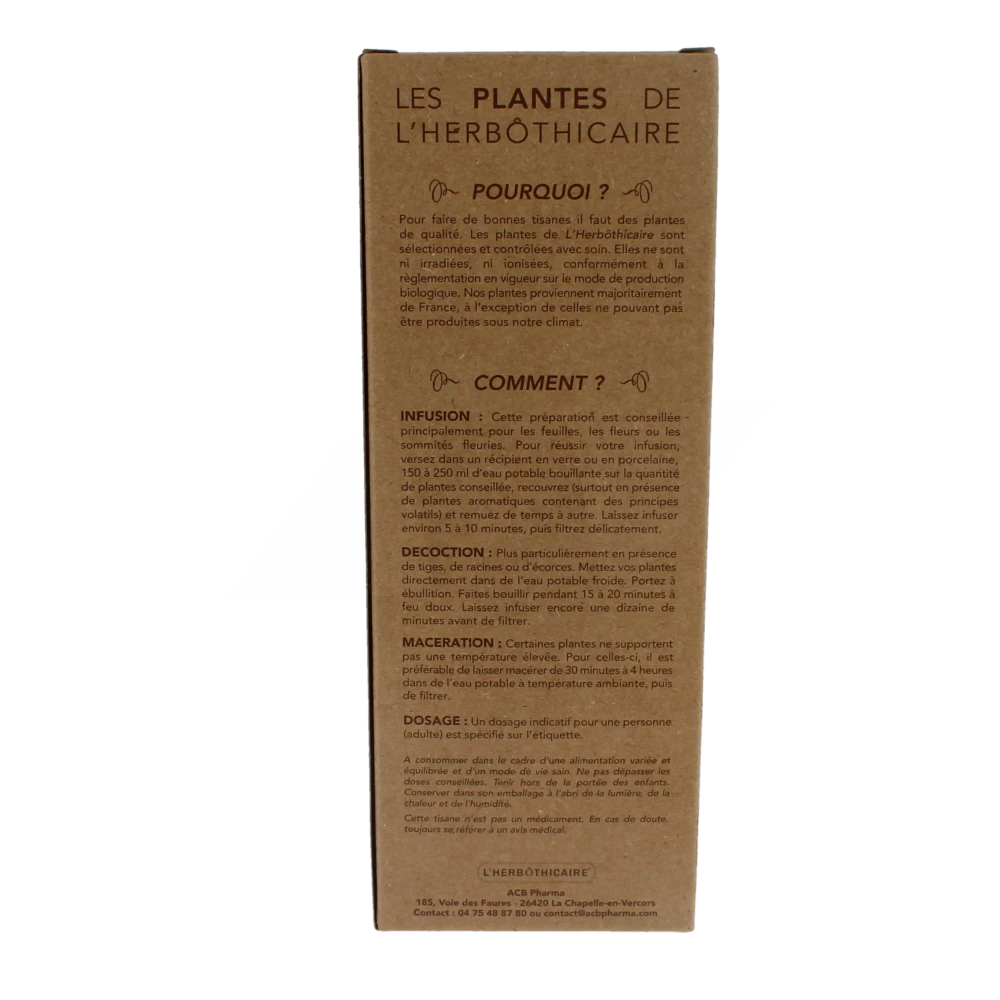 LES PLANTES DE
L'HERBÔTHICAIRE
POURQUOI ?
Pour faire de bonnes tisanes il faut des plantes
de qualité. Les plantes de L'Herbôthicaire sont
sélectionnées et contrôlées avec soin. Elles ne sont
ni irradiées, ni ionisées, conformément à la
règlementation en vigueur sur le mode de production
biologique. Nos plantes proviennent majoritairement
de France, à l'exception de celles ne pouvant pas
être produites sous notre climat.
COMMENT ?
INFUSION : Cette préparation est conseillée
principalement pour les feuilles, les fleurs ou les
sommités fleuries. Pour réussir votre infusion,
versez dans un récipient en verre ou en porcelaine,
150 à 250 ml d'eau potable bouillante sur la quantité
de plantes conseillée, recouvrez (surtout en présence
de plantes aromatiques contenant des principes
volatils) et remuez de temps à autre. Laissez infuser
environ 5 à 10 minutes, puis filtrez délicatement.
DECOCTION : Plus particulièrement en présence
de tiges, de racines ou d'écorces. Mettez vos plantes
directement dans de l'eau potable froide. Portez à
ébullition. Faites bouillir pendant 15 à 20 minutes à
feu doux. Laissez infuser encore une dizaine de
minutes avant de filtrer.
MACERATION : Certaines plantes ne supportent
pas une température élevée. Pour celles-ci, il est
préférable de laisser macérer de 30 minutes à 4 heures
dans de l'eau potable à température ambiante, puis
de filtrer.
DOSAGE : Un dosage indicatif pour une personne
(adulte) est spécifié sur l'étiquette.
A consommer dans le cadre d'une alimentation variée et
équilibrée et d'un mode de vie sain. Ne pas dépasser les
doses conseillées. Tenir hors de la portée des enfants.
Conserver dans son emballage à l'abri de la lumière, de la
chaleur et de l'humidité.
Cette tisane n'est pas un médicament. En cas de doute,
toujours se référer à un avis médical.
L'HERBÔTHICAIRE®
ACB Pharma
185, Voie des Faures - 26420 La Chapelle-en-Vercors
Contact : 04 75 48 87 80 ou contact@acbpharma.com